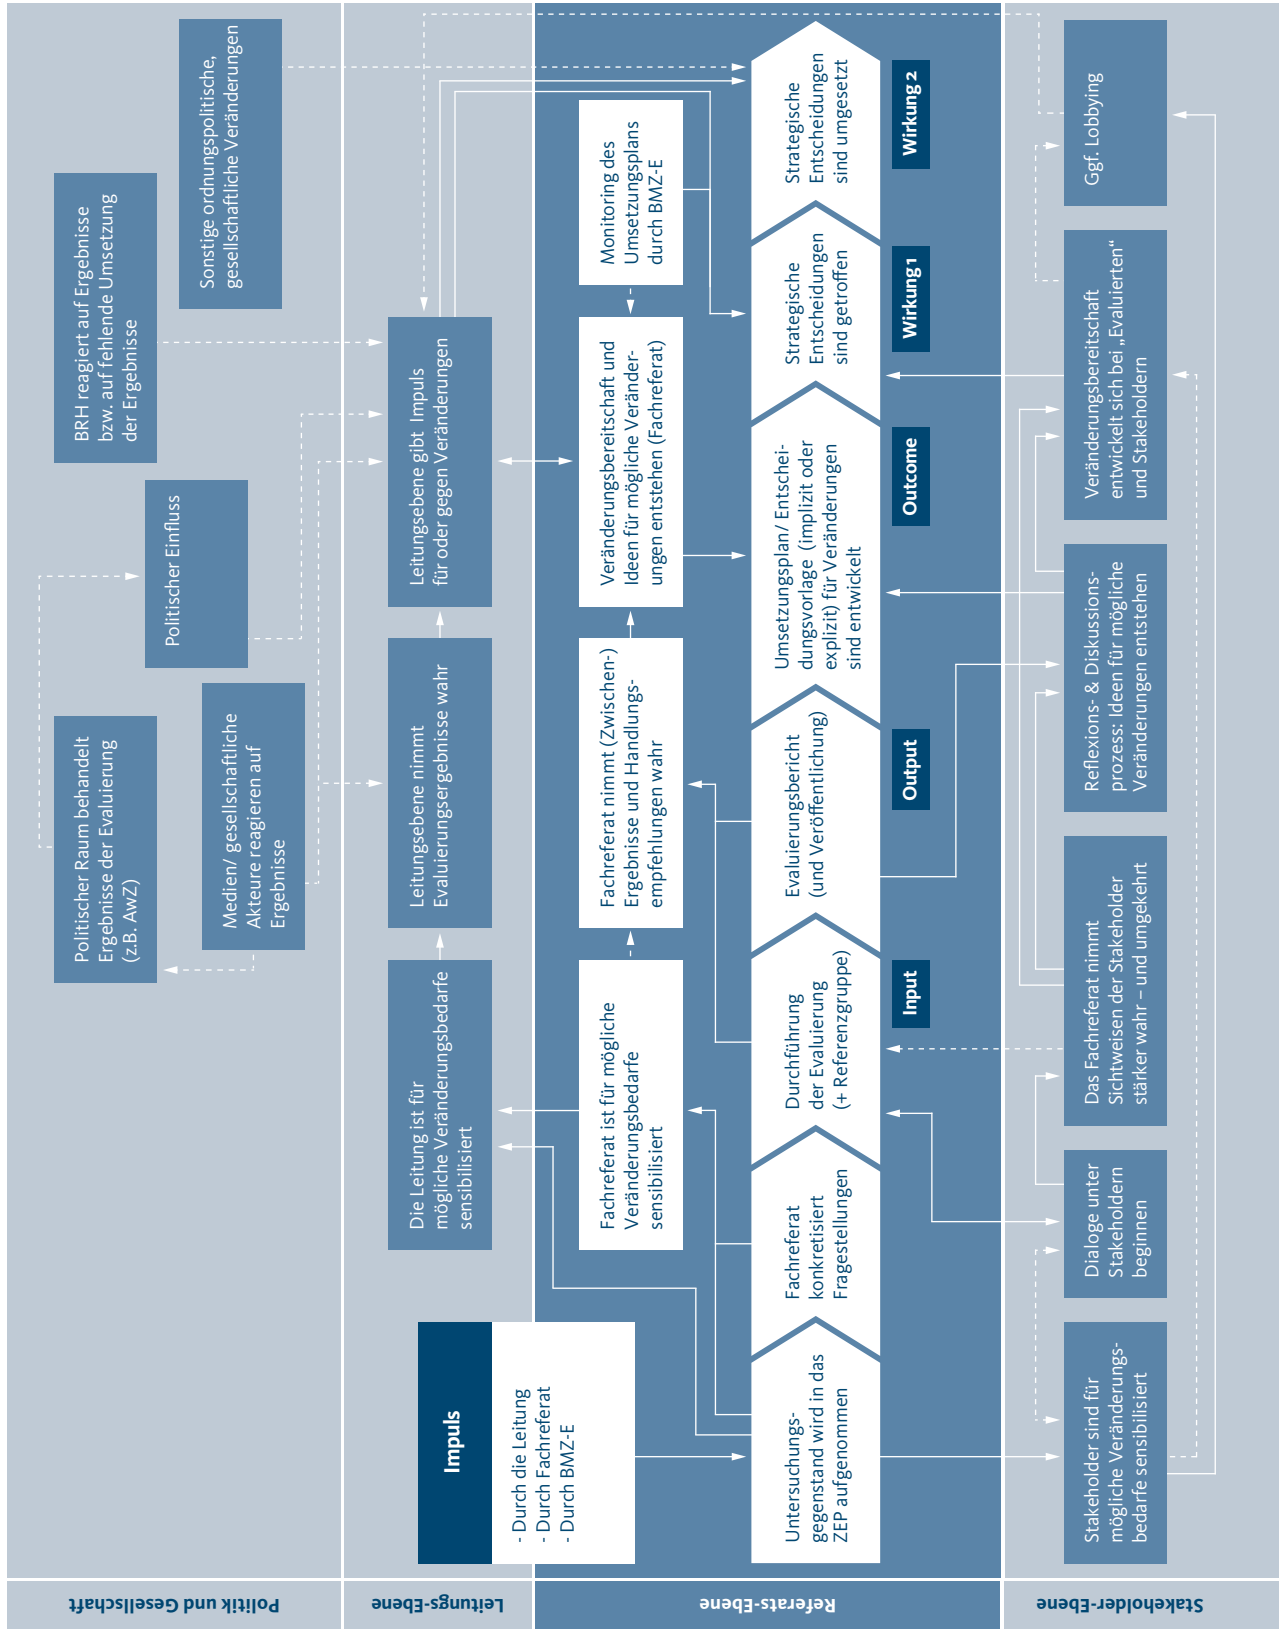 Politik und Gesellschaft
Politischer Raum behandelt
Ergebnisse der Evaluierung
(z.B. AwZ)
Medien/ gesellschaftliche
Akteure reagieren auf
Ergebnisse
Politischer Einfluss
BRH reagiert auf Ergebnisse
bzw. auf fehlende Umsetzung
der Ergebnisse
Sonstige ordnungspolitische,
gesellschaftliche Veränderungen
Leitungs-Ebene
Impuls
- Durch die Leitung
- Durch Fachreferat
- Durch BMZ-E
Die Leitung ist für
mögliche Veränderungsbedarfe
sensibilisiert
Leitungsebene nimmt
Evaluierungsergebnisse wahr
Leitungsebene gibt Impuls
für oder gegen Veränderungen
Referats-Ebene
Fachreferat ist für mögliche
Veränderungsbedarfe
sensibilisiert
Fachreferat nimmt (Zwischen-)
Ergebnisse und Handlungs-
empfehlungen wahr
Veränderungsbereitschaft und
Ideen für mögliche Veränder-
ungen entstehen (Fachreferat)
Monitoring des
Umsetzungsplans
durch BMZ-E
Untersuchungs-
gegenstand wird in das
ZEP aufgenommen
Fachreferat
konkretisiert
Fragestellungen
Durchführung
der Evaluierung
(+ Referenzgruppe)
Evaluierungsbericht
(und Veröffentlichung)
Umsetzungsplan/ Entschei-
dungsvorlage (implizit oder
explizit) für Veränderungen
sind entwickelt
Strategische
Entscheidungen
sind getroffen
Strategische
Entscheidungen
sind umgesetzt
Input
Output
Outcome
Wirkung 1
Wirkung 2
Stakeholder-Ebene
Stakeholder sind für
mögliche Veränderungs-
bedarfe sensibilisiert
Dialoge unter
Stakeholdern
beginnen
Das Fachreferat nimmt
Sichtweisen der Stakeholder
stärker wahr – und umgekehrt
Reflexions- & Diskussions-
prozess: Ideen für mögliche
Veränderungen entstehen
Veränderungsbereitschaft
entwickelt sich bei „Evaluierten“
und Stakeholdern
Ggf. Lobbying